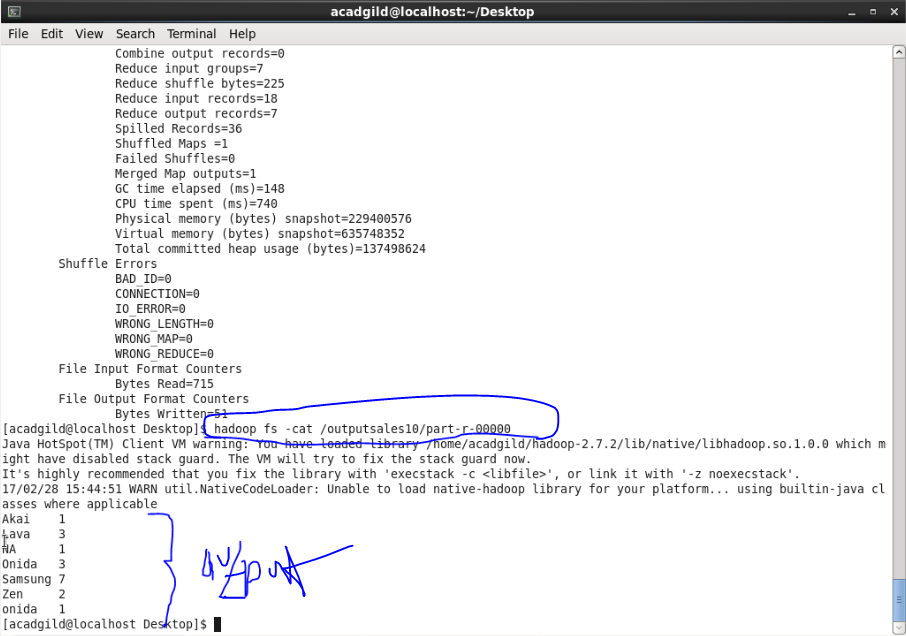 acadgild@localhost:~/Desktop
File Edit View Search Terminal Help
Combine output records=0
Reduce input groups=7
Reduce shuffle bytes=225
Reduce input records=18
Reduce output records=7
Spilled Records=36
Shuffled Maps =1
Failed Shuffles=0
Merged Map outputs=1
GC time elapsed (ms)=148
CPU time spent (ms)=740
Physical memory (bytes) snapshot=229400576
Virtual memory (bytes) snapshot=635748352
Total committed heap usage (bytes)=137498624
Shuffle Errors
BAD_ID=0
CONNECTION=0
IO_ERROR=0
WRONG_LENGTH=0
WRONG_MAP=0
WRONG_REDUCE=0
File Input Format Counters
Bytes Read=715
File Output Format Counters
Bytes Written=51
[acadgild@localhost Desktop]$ hadoop fs -cat /outputsales10/part-r-00000
Java HotSpot(TM) Client VM warning: You have loaded library /home/acadgild/hadoop-2.7.2/lib/native/libhadoop.so.1.0.0 which m
ight have disabled stack guard. The VM will try to fix the stack guard now.
It's highly recommended that you fix the library with 'execstack -c <libfile>', or link it with '-z noexecstack'.
17/02/28 15:44:51 WARN util.NativeCodeLoader: Unable to load native-hadoop library for your platform... using builtin-java cl
asses where applicable
Akai 1
Lava 3
NA 1
Onida 3
Samsung 7
Zen 2
onida 1
output
[acadgild@localhost Desktop]$